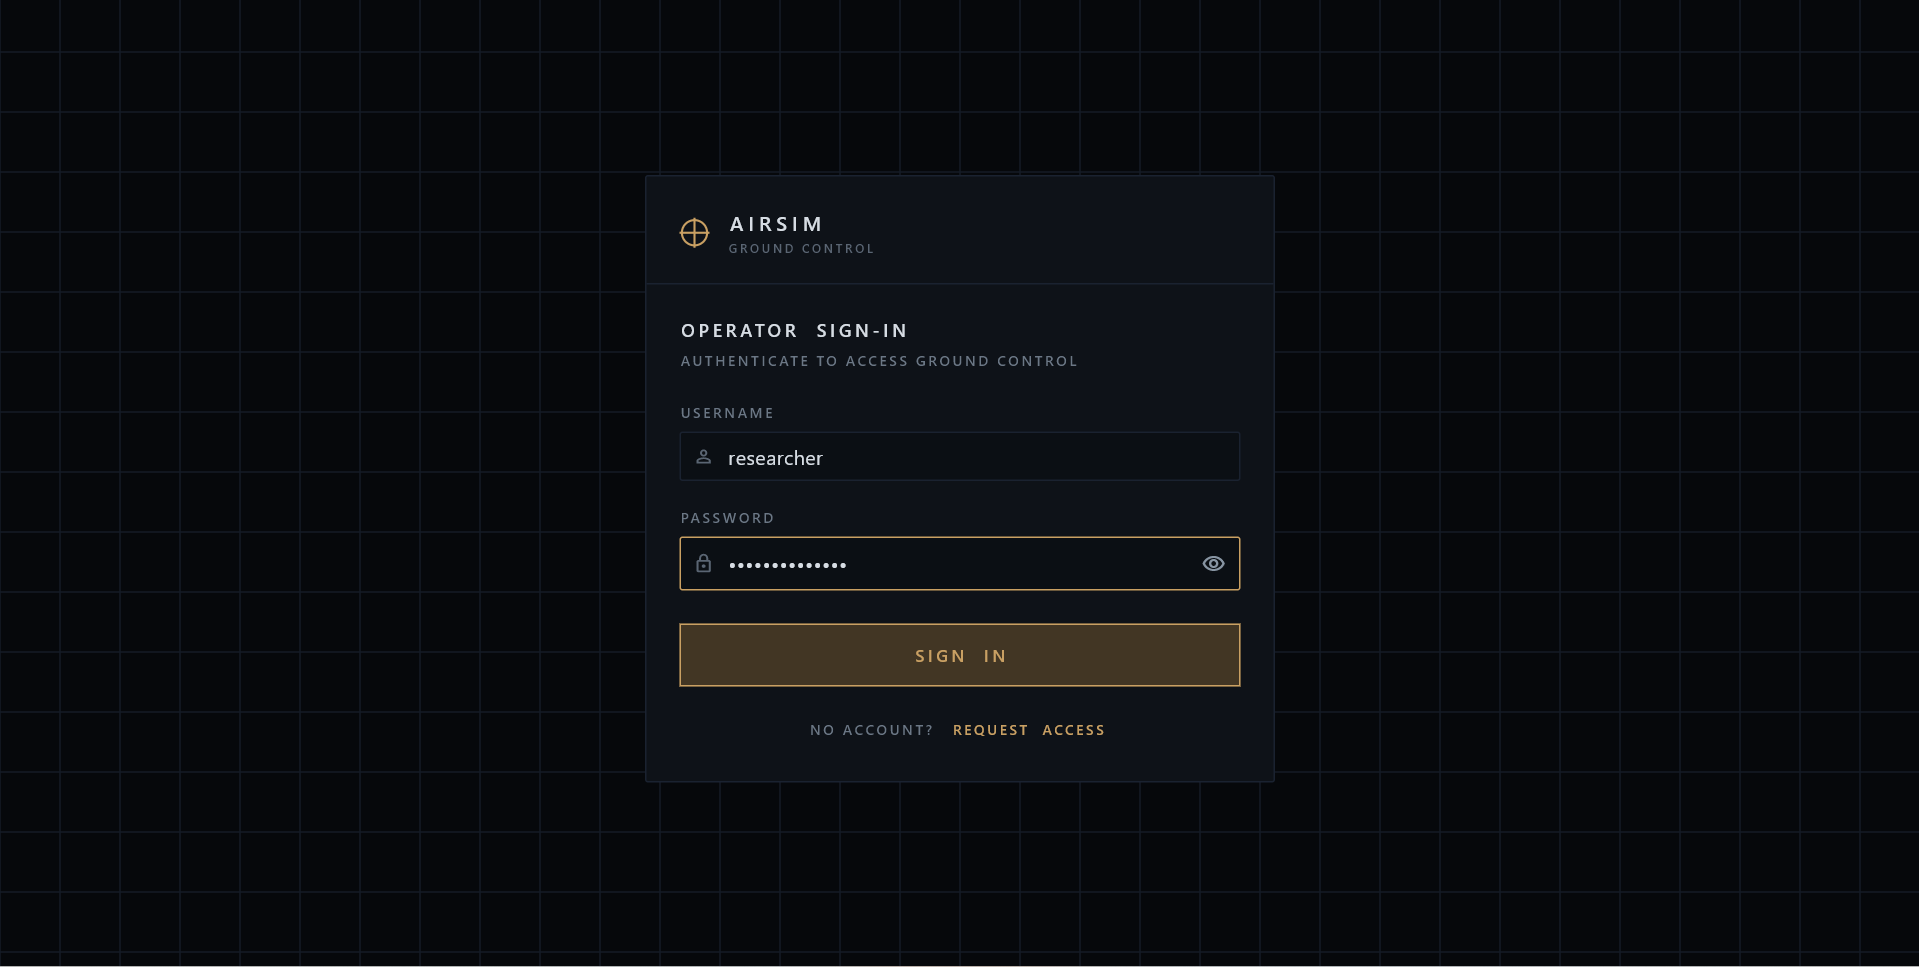 AIRSIM
GROUND CONTROL
OPERATOR SIGN-IN
AUTHENTICATE TO ACCESS GROUND CONTROL
USERNAME
researcher
PASSWORD
••••••••••••••
SIGN IN
NO ACCOUNT? REQUEST ACCESS